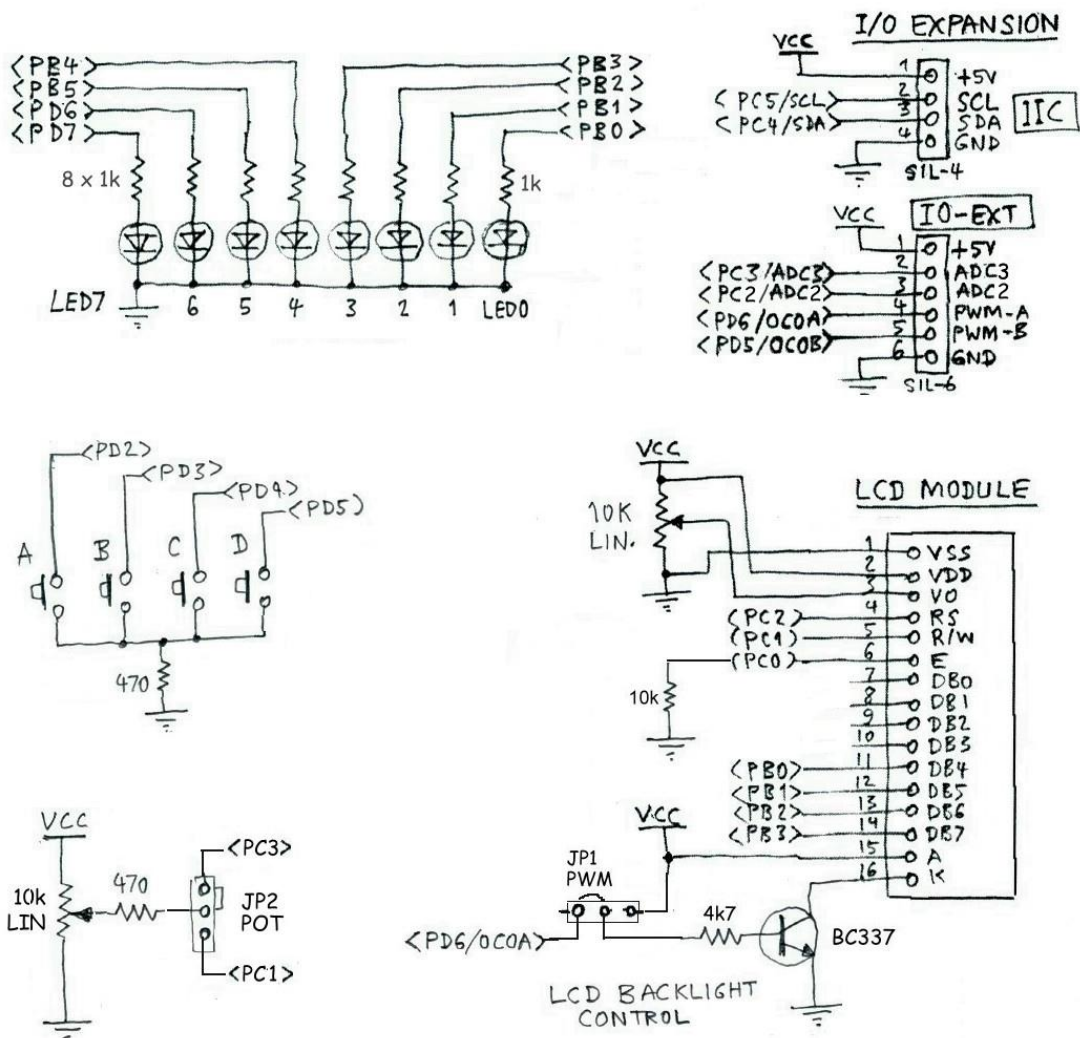 <PB4>
<PB5>
<PD6>
<PD7>
<PB3>
<PB2>
<PB1>
<PB0>
8 x 1k
1k
LED7 6 5 4 3 2 1 LED0
I/O EXPANSION
VCC
1 +5V
<PC5/SCL> 2 SCL
<PC4/SDA> 3 SDA
4 GND
IIC
SIL-4
VCC
IO-EXT
1 +5V
<PC3/ADC3> 2 ADC3
<PC2/ADC2> 3 ADC2
<PD6/OC0A> 4 PWM-A
<PD5/OC0B> 5 PWM-B
6 GND
SIL-6
<PD2>
<PD3>
<PD4>
<PD5)
A B C D
470
VCC
10K
LIN.
LCD MODULE
1 VSS
2 VDD
3 VO
(PC2) 4 RS
(PC1) 5 R/W
(PC0) 6 E
10k
7 DB0
8 DB1
9 DB2
10 DB3
<PB0> 11 DB4
<PB1> 12 DB5
<PB2> 13 DB6
<PB3> 14 DB7
15 A
16 K
VCC
JP1
PWM
4k7
BC337
<PD6/OC0A)
LCD BACKLIGHT
CONTROL
VCC
10k
LIN
470
<PC3>
JP2
POT
<PC1>